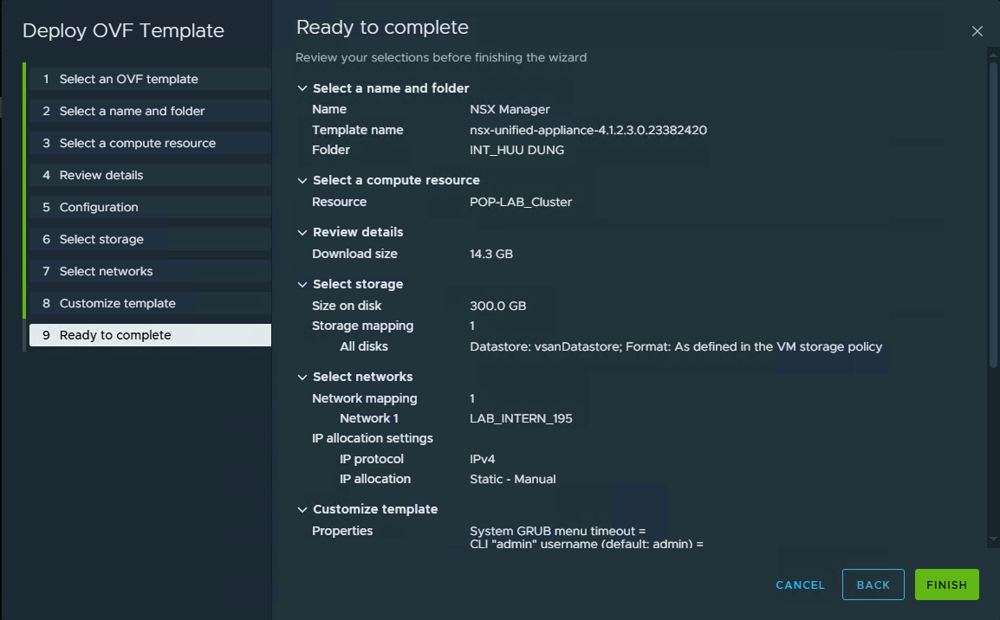 Deploy OVF Template
1 Select an OVF template
2 Select a name and folder
3 Select a compute resource
4 Review details
5 Configuration
6 Select storage
7 Select networks
8 Customize template
9 Ready to complete
Ready to complete
Review your selections before finishing the wizard
Select a name and folder
Name NSX Manager
Template name nsx-unified-appliance-4.1.2.3.0.23382420
Folder INT_HUU DUNG
Select a compute resource
Resource POP-LAB_Cluster
Review details
Download size 14.3 GB
Select storage
Size on disk 300.0 GB
Storage mapping 1
All disks Datastore: vsanDatastore; Format: As defined in the VM storage policy
Select networks
Network mapping 1
Network 1 LAB_INTERN_195
IP allocation settings
IP protocol IPv4
IP allocation Static - Manual
Customize template
Properties System GRUB menu timeout =
CLI "admin" username (default: admin) =
CANCEL BACK FINISH